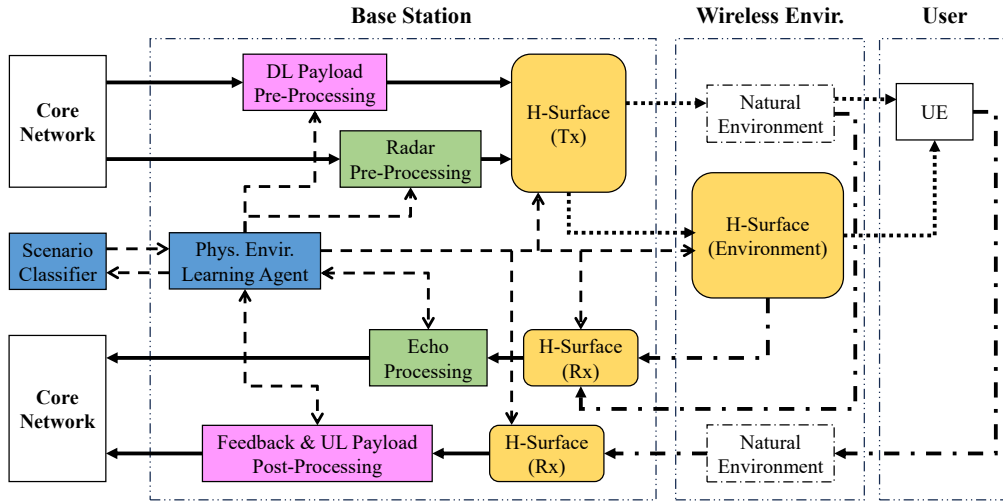 Base Station
Wireless Envir.
User
Core
Network
DL Payload
Pre-Processing
Radar
Pre-Processing
H-Surface
(Tx)
Natural
Environment
UE
H-Surface
(Environment)
Scenario
Classifier
Phys. Envir.
Learning Agent
Core
Network
Echo
Processing
H-Surface
(Rx)
Feedback & UL Payload
Post-Processing
H-Surface
(Rx)
Natural
Environment